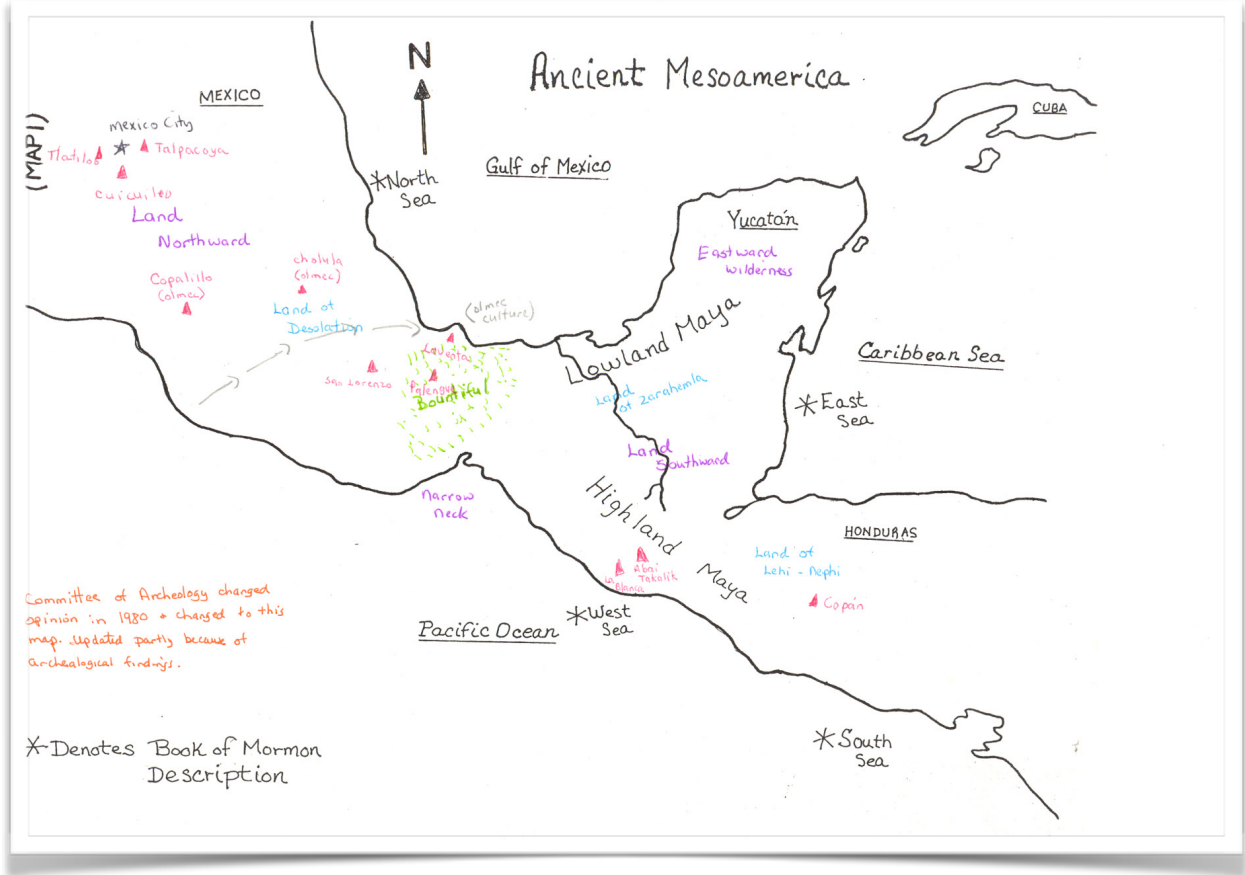 Ancient Mesoamerica
N
(MAP I)
MEXICO
Mexico City
Tlatilco
Talpacoya
Cuicuilco
Land
Northward
*North
Sea
Gulf of Mexico
CUBA
Yucatán
Eastward
Wilderness
Copalillo
(olmec)
cholula
(olmec)
Land of
Desolation
(olmec
culture)
LaVenta
San Lorenzo
Palenque
Bountiful
Lowland Maya
Land
of Zarahemla
Caribbean Sea
*East
Sea
Land
Southward
Narrow
Neck
Highland
Maya
HONDURAS
Land of
Lehi - Nephi
Abaj
Takalik
La
Blanca
Copán
*West
Sea
Pacific Ocean
Committee of Archeology changed
opinion in 1980 + changed to this
map. Updated partly because of
archealogical findings.
*South
Sea
*Denotes Book of Mormon
Description